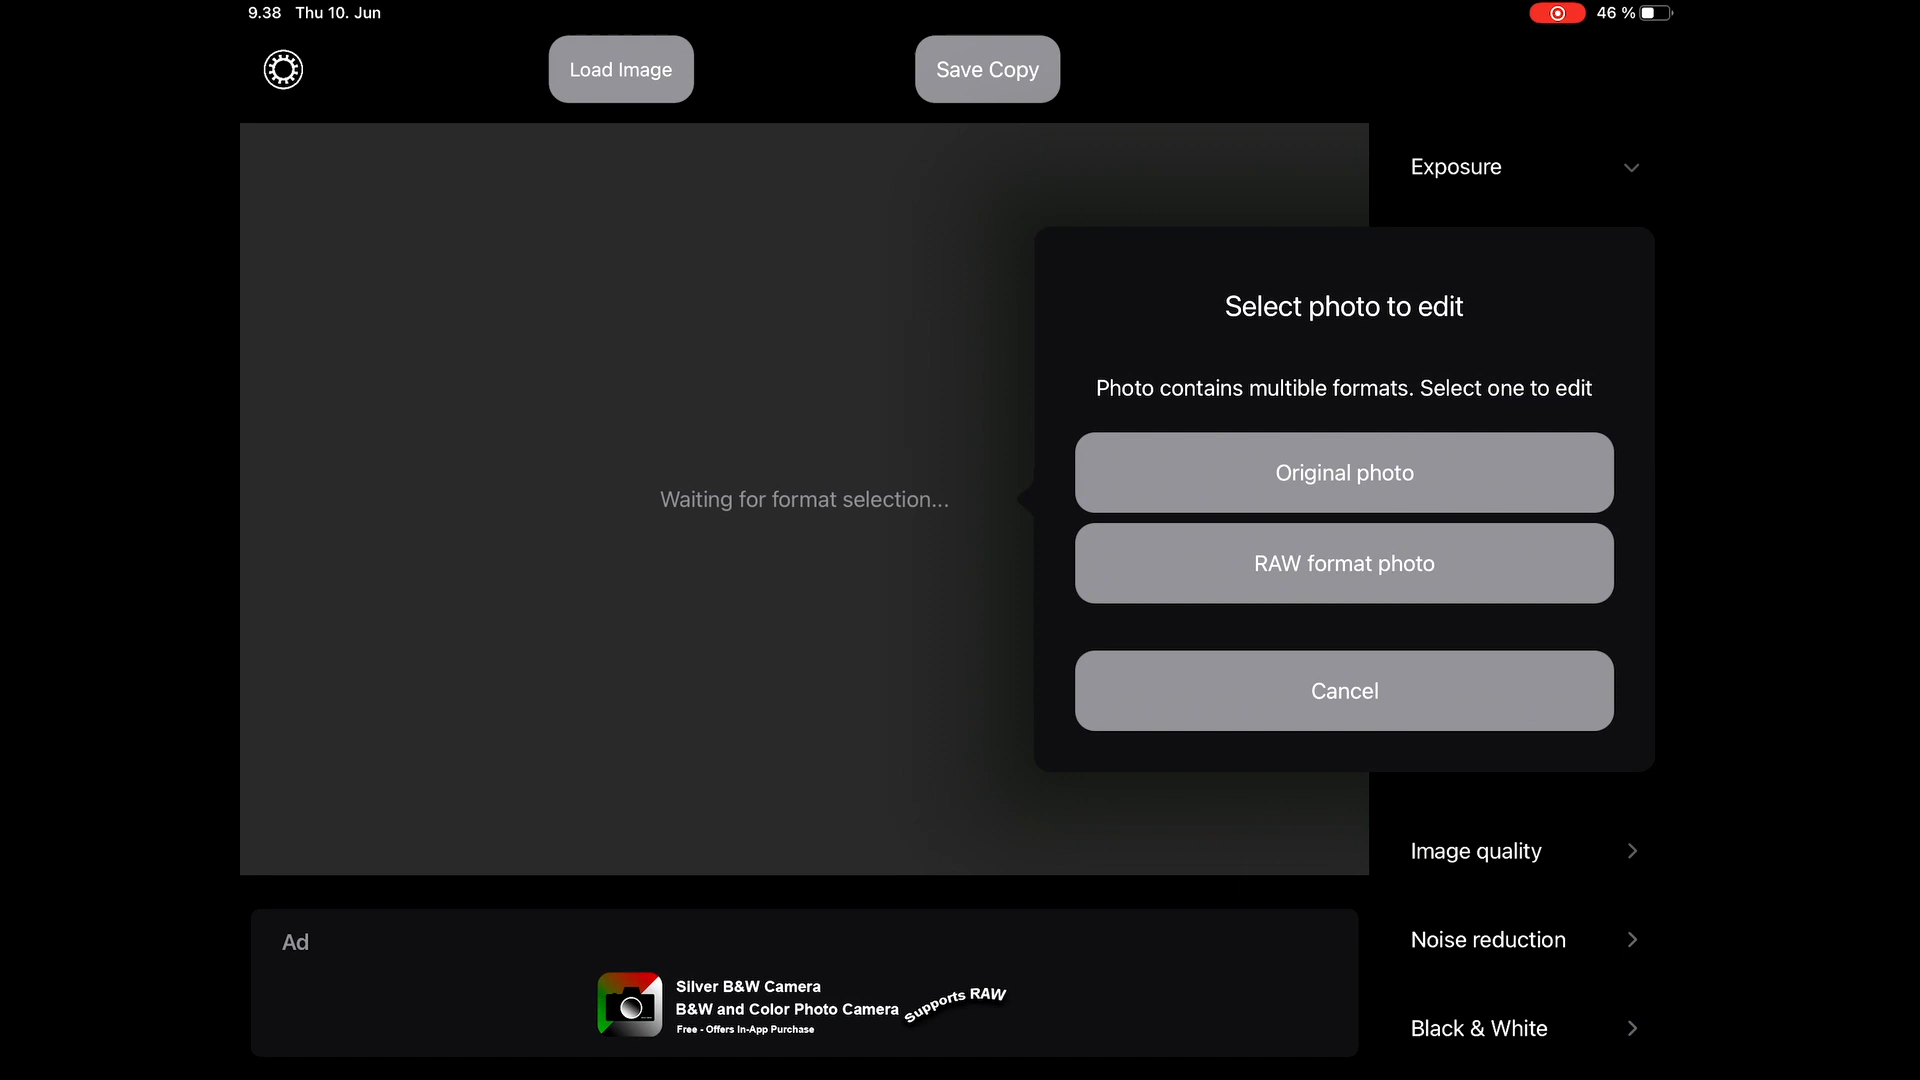 9.38 Thu 10. Jun
46 %
Load Image
Save Copy
Exposure
Select photo to edit
Photo contains multiple formats. Select one to edit
Original photo
Waiting for format selection...
RAW format photo
Cancel
Image quality
Noise reduction
Black & White
Ad
Silver B&W Camera
B&W and Color Photo Camera
Supports RAW
Free - Offers In-App Purchase